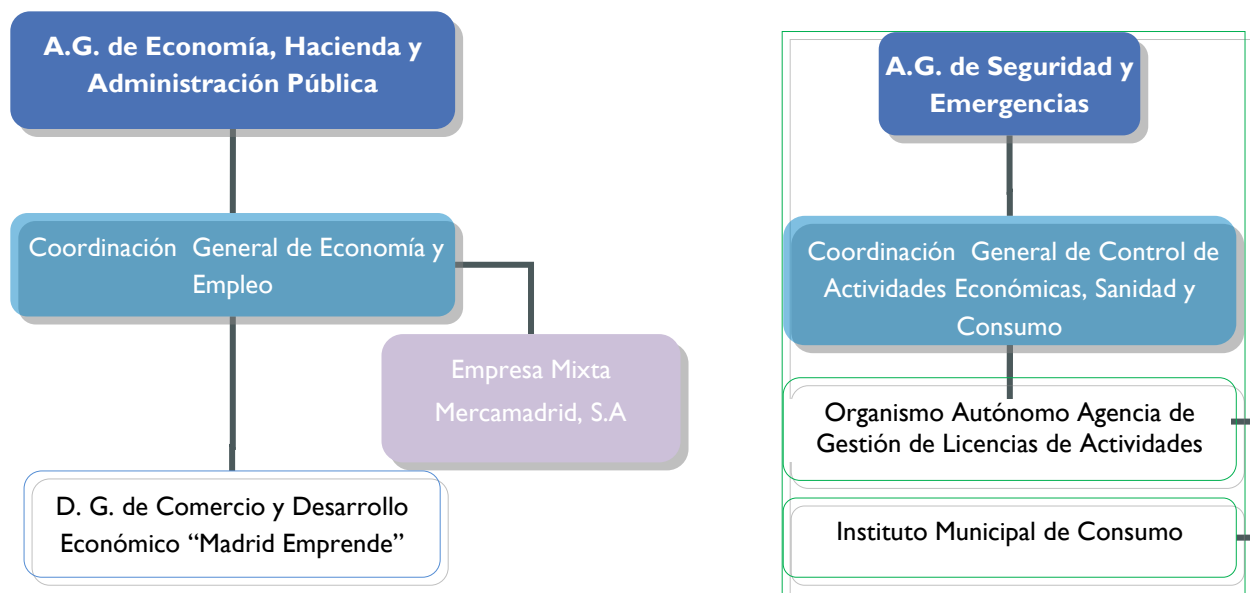 A.G. de Economía, Hacienda y
Administración Pública
Coordinación General de Economía y
Empleo
Empresa Mixta
Mercamadrid, S.A
D. G. de Comercio y Desarrollo
Económico “Madrid Emprende”
A.G. de Seguridad y
Emergencias
Coordinación General de Control de
Actividades Económicas, Sanidad y
Consumo
Organismo Autónomo Agencia de
Gestión de Licencias de Actividades
Instituto Municipal de Consumo